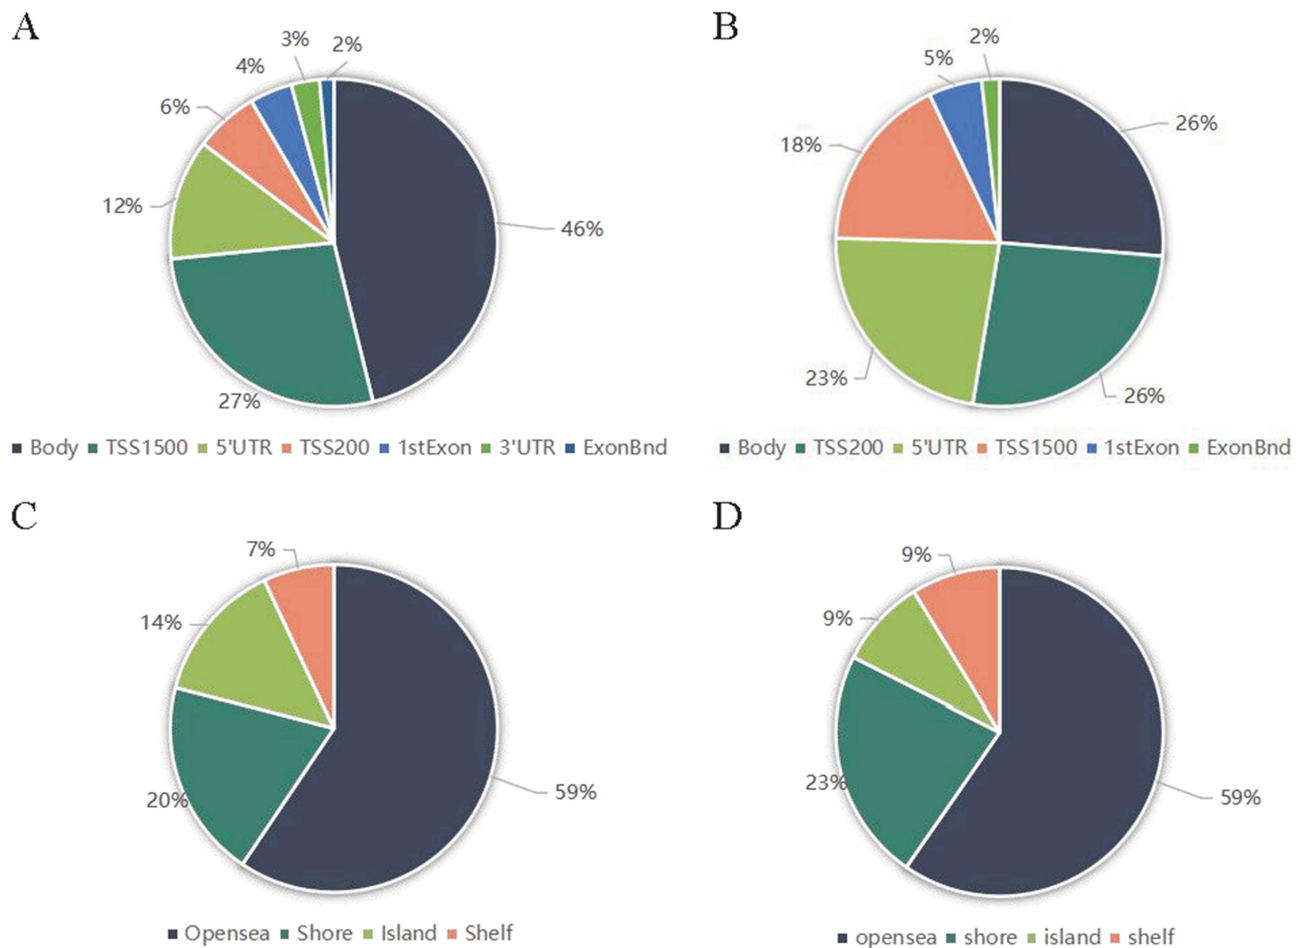 A
B
3%
2%
4%
6%
12%
46%
27%
2%
5%
18%
26%
23%
26%
Body TSS1500 5'UTR TSS200 1stExon 3'UTR ExonBnd
Body TSS200 5'UTR TSS1500 1stExon ExonBnd
C
D
7%
14%
20%
59%
9%
9%
23%
59%
Opensea Shore Island Shelf
opensea shore island shelf